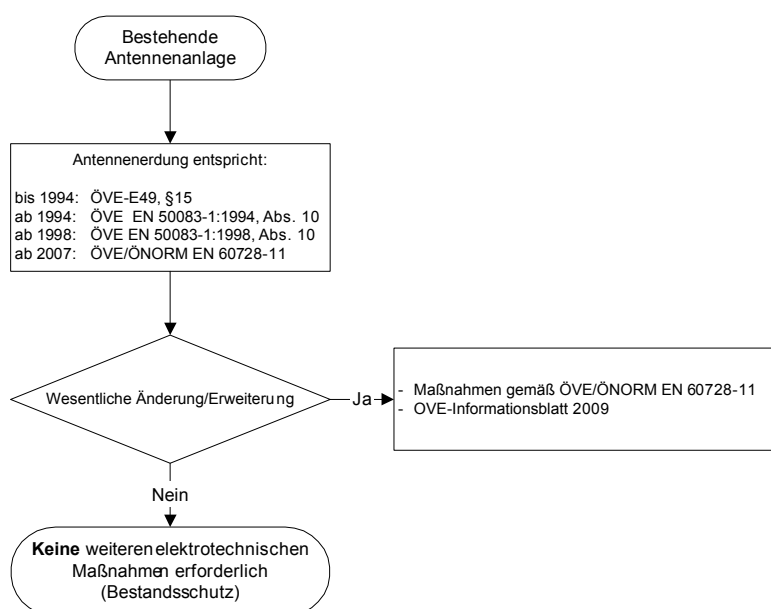 Bestehende
Antennenanlage
Antennenerdung entspricht:
bis 1994: ÖVE-E49, §15
ab 1994: ÖVE EN 50083-1:1994, Abs. 10
ab 1998: ÖVE EN 50083-1:1998, Abs. 10
ab 2007: ÖVE/ÖNORM EN 60728-11
Wesentliche Änderung/Erweiterung
Ja
- Maßnahmen gemäß ÖVE/ÖNORM EN 60728-11
- OVE-Informationsblatt 2009
Nein
Keine weiteren elektrotechnischen
Maßnahmen erforderlich
(Bestandsschutz)